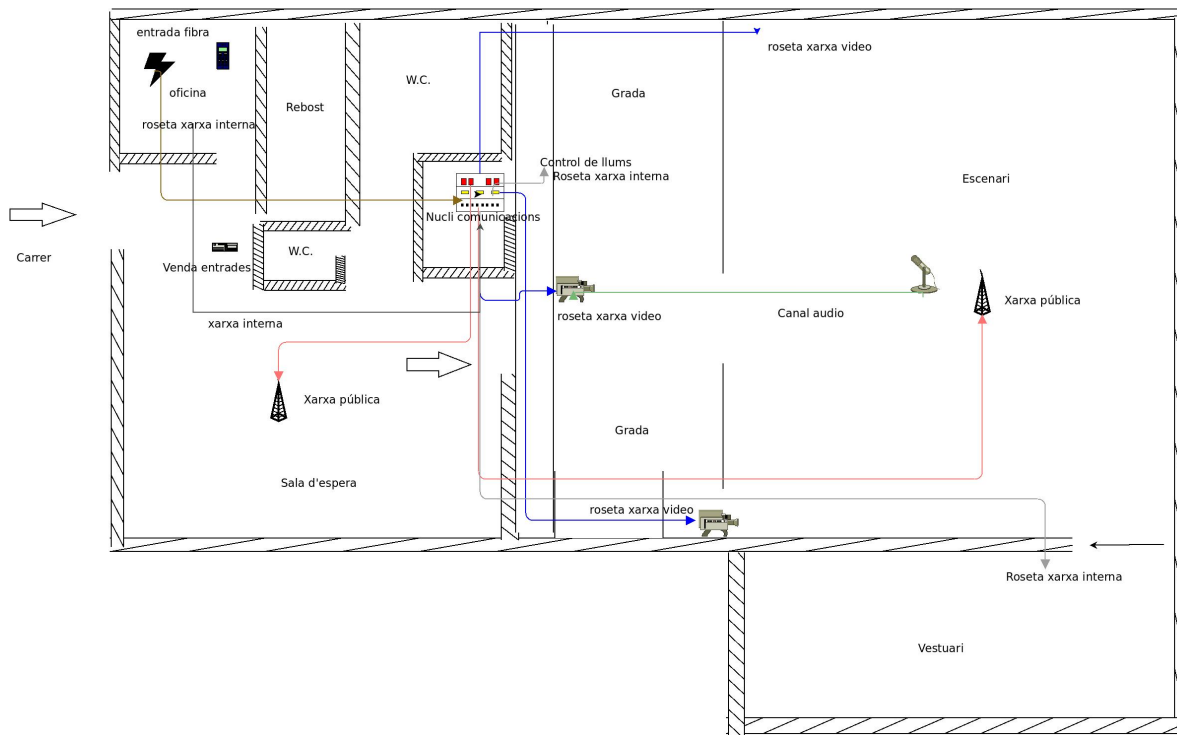 entrada fibra
roseta xarxa video
W.C.
oficina
Grada
Rebost
roseta xarxa interna
Control de llums
Roseta xarxa interna
Escenari
Nucli comunicacions
Carrer
W.C.
Venda entrades
xarxa interna
roseta xarxa video
Canal audio
Xarxa pública
Xarxa pública
Grada
Sala d'espera
roseta xarxa video
Roseta xarxa interna
Vestuari